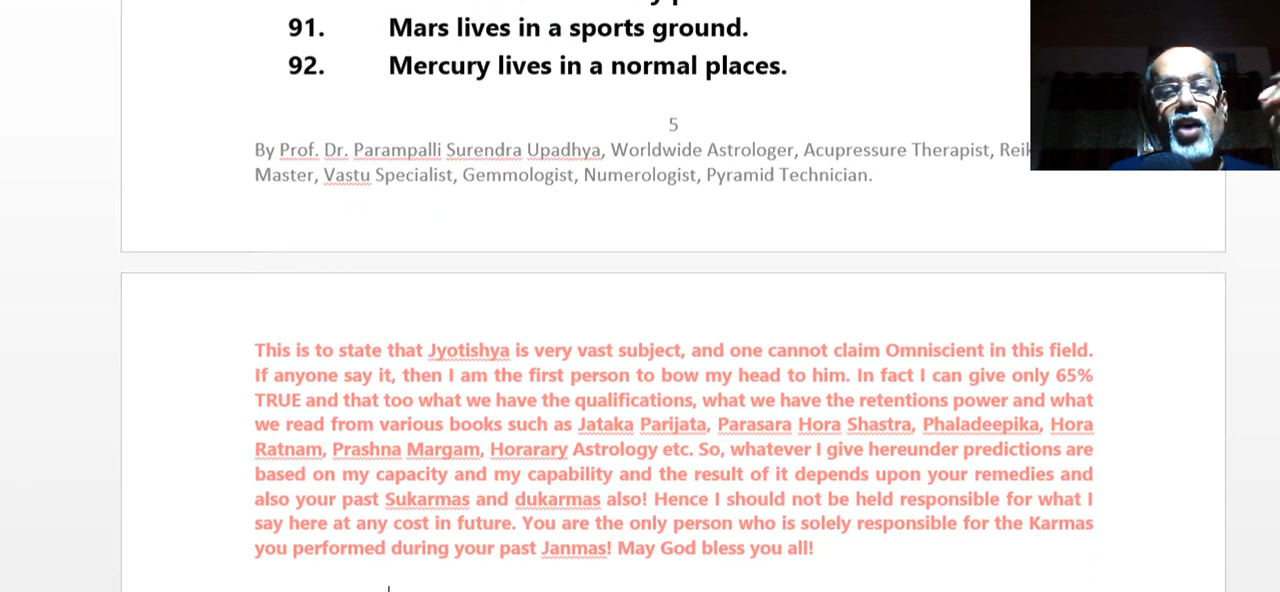 91. Mars lives in a sports ground.
92. Mercury lives in a normal places.
5
By Prof. Dr. Parampalli Surendra Upadhya, Worldwide Astrologer, Acupressure Therapist,
Master, Vastu Specialist, Gemmologist, Numerologist, Pyramid Technician.
This is to state that Jyotishya is very vast subject, and one cannot claim Omniscient in this field.
If anyone say it, then I am the first person to bow my head to him. In fact I can give only 65%
TRUE and that too what we have the qualifications, what we have the retentions power and what
we read from various books such as Jataka Parijata, Parasara Hora Shastra, Phaladeepika, Hora
Ratnam, Prashna Margam, Horarary Astrology etc. So, whatever I give hereunder predictions are
based on my capacity and my capability and the result of it depends upon your remedies and
also your past Sukarmas and dukarmas also! Hence I should not be held responsible for what I
say here at any cost in future. You are the only person who is solely responsible for the Karmas
you performed during your past Janmas! May God bless you all!